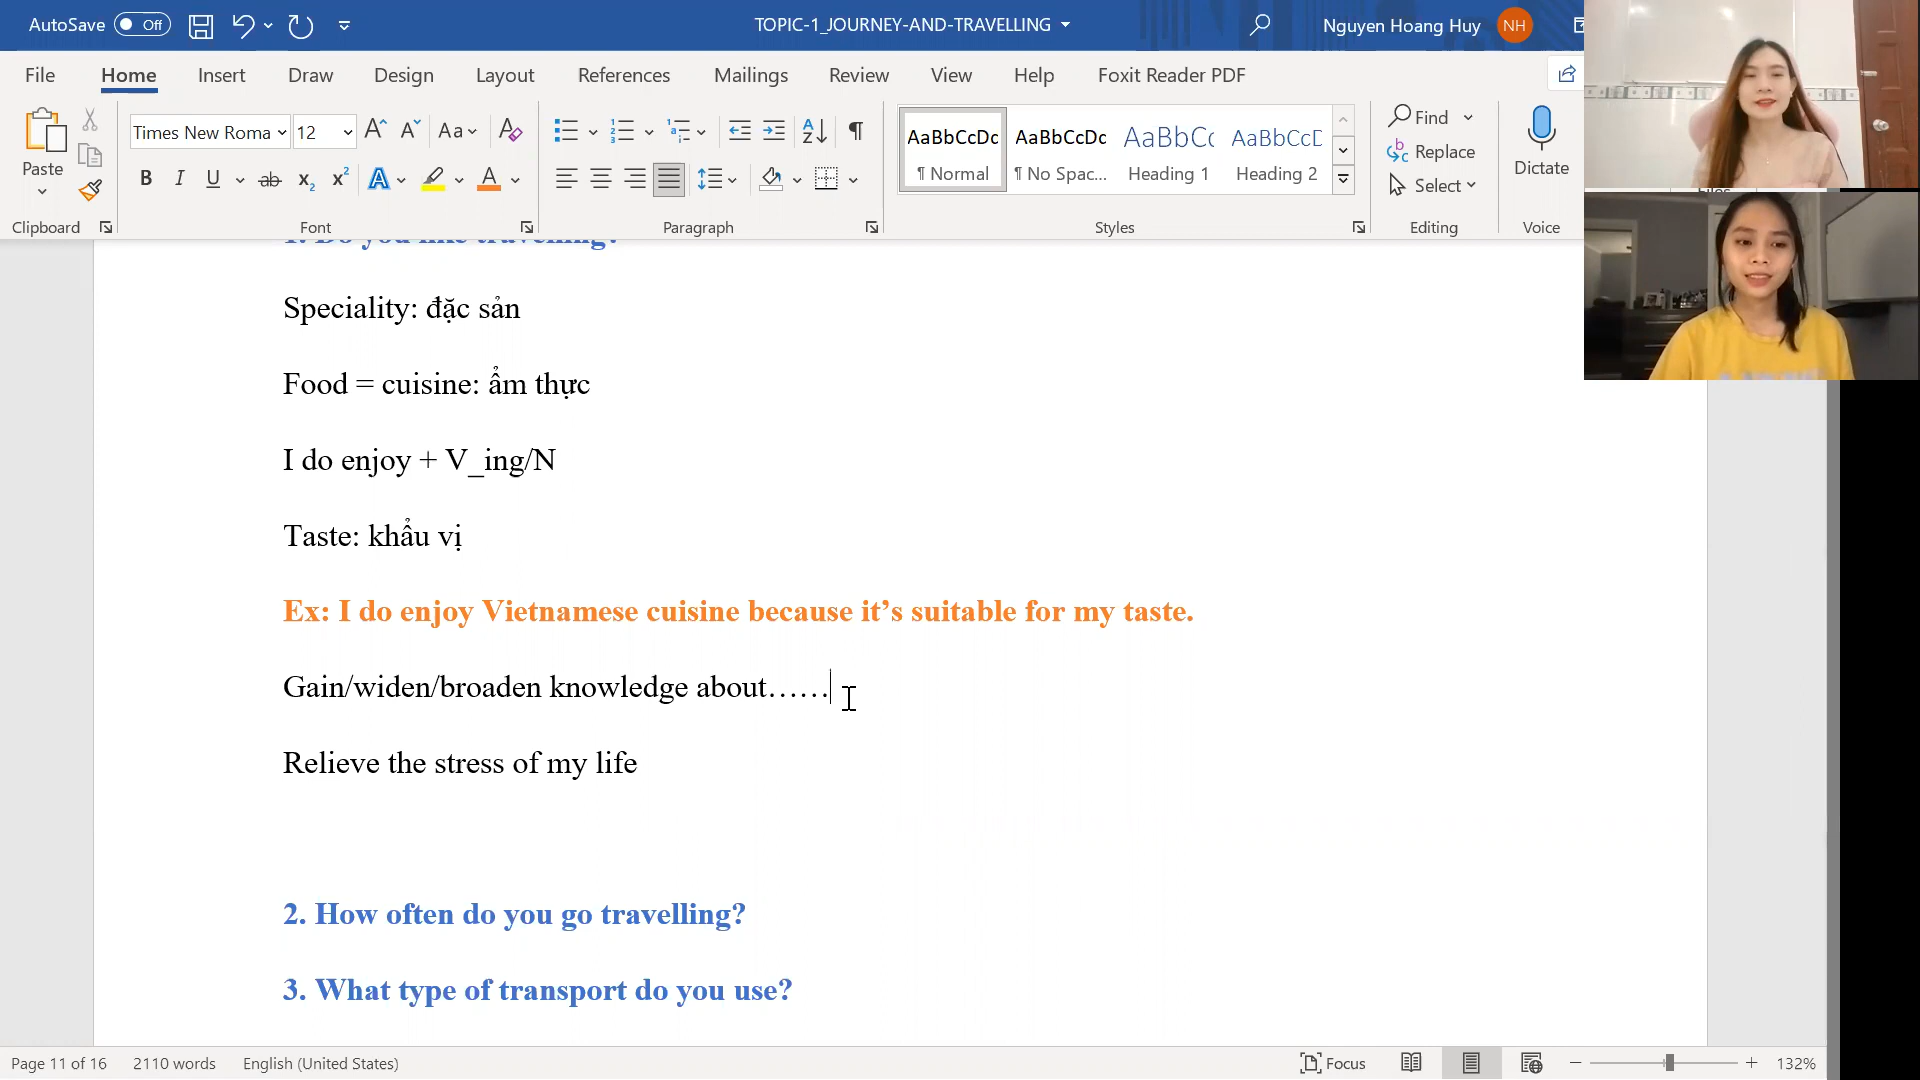 AutoSave Off TOPIC-1_JOURNEY-AND-TRAVELLING Nguyen Hoang Huy NH
File Home Insert Draw Design Layout References Mailings Review View Help Foxit Reader PDF
Paste
Times New Roma 12
AaBbCcDc AaBbCcDc AaBbCc AaBbCcD
¶ Normal ¶ No Spac... Heading 1 Heading 2
Find
Replace
Select
Dictate
Clipboard Font Paragraph Styles Editing Voice
1. Do you like travelling?
Speciality: đặc sản
Food = cuisine: ẩm thực
I do enjoy + V_ing/N
Taste: khẩu vị
Ex: I do enjoy Vietnamese cuisine because it’s suitable for my taste.
Gain/widen/broaden knowledge about……
Relieve the stress of my life
2. How often do you go travelling?
3. What type of transport do you use?
Page 11 of 16 2110 words English (United States) Focus 132%